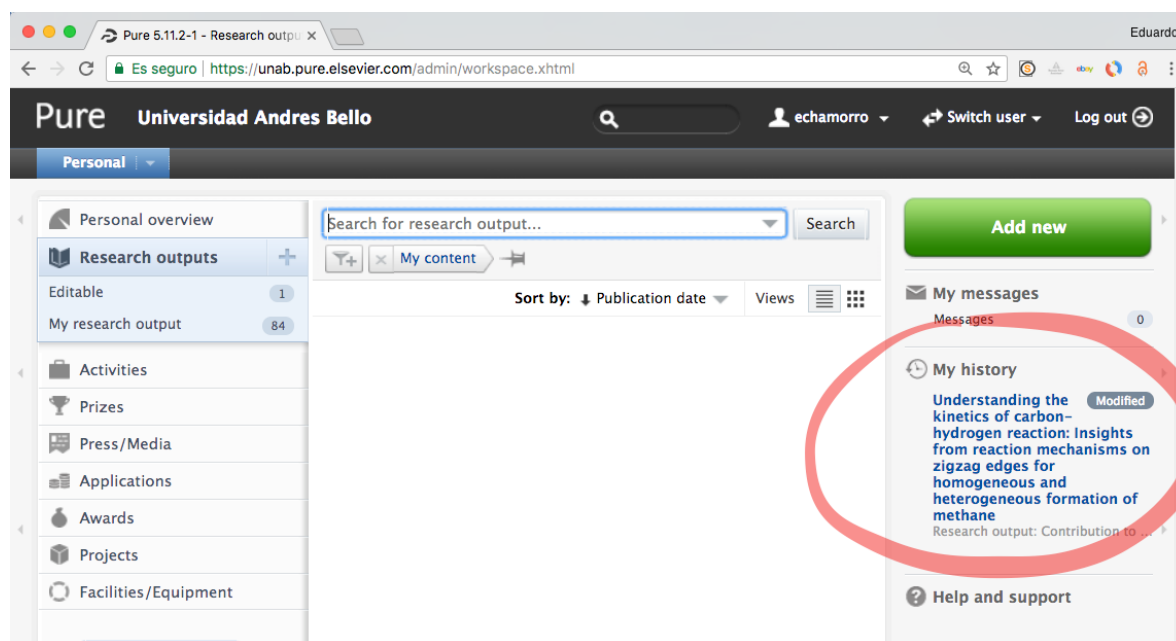 Pure 5.11.2-1 - Research outpu
Eduardo
Es seguro | https://unab.pure.elsevier.com/admin/workspace.xhtml
ebay
Pure Universidad Andres Bello
echamorro
Switch user
Log out
Personal
Personal overview
Research outputs
Editable 1
My research output 84
Activities
Prizes
Press/Media
Applications
Awards
Projects
Facilities/Equipment
Search for research output...
Search
My content
Sort by: Publication date
Views
Add new
My messages
Messages 0
My history
Understanding the Modified
kinetics of carbon-
hydrogen reaction: Insights
from reaction mechanisms on
zigzag edges for
homogeneous and
heterogeneous formation of
methane
Research output: Contribution to ...
Help and support